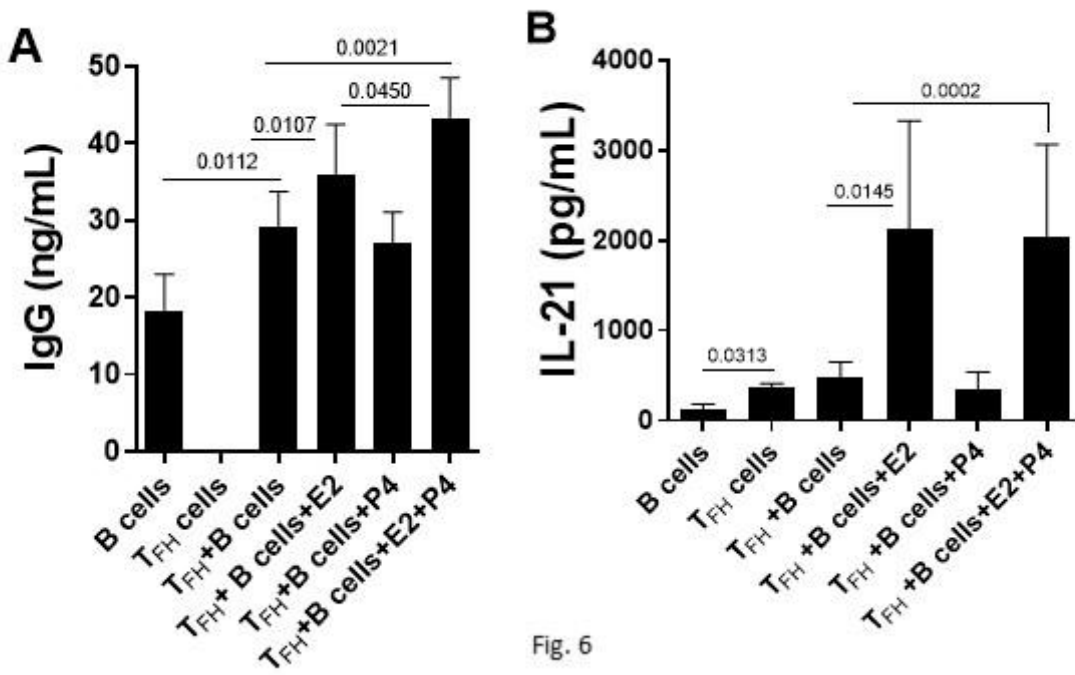 A
IgG (ng/mL)
50
40
30
20
10
0
0.0021
0.0450
0.0107
0.0112
B cells
TFH cells
TFH+B cells
TFH+ B cells+E2
TFH+B cells+P4
TFH+B cells+E2+P4
B
IL-21 (pg/mL)
4000
3000
2000
1000
0
0.0002
0.0145
0.0313
B cells
TFH cells
TFH +B cells
TFH +B cells+E2
TFH +B cells+P4
TFH +B cells+E2+P4
Fig. 6